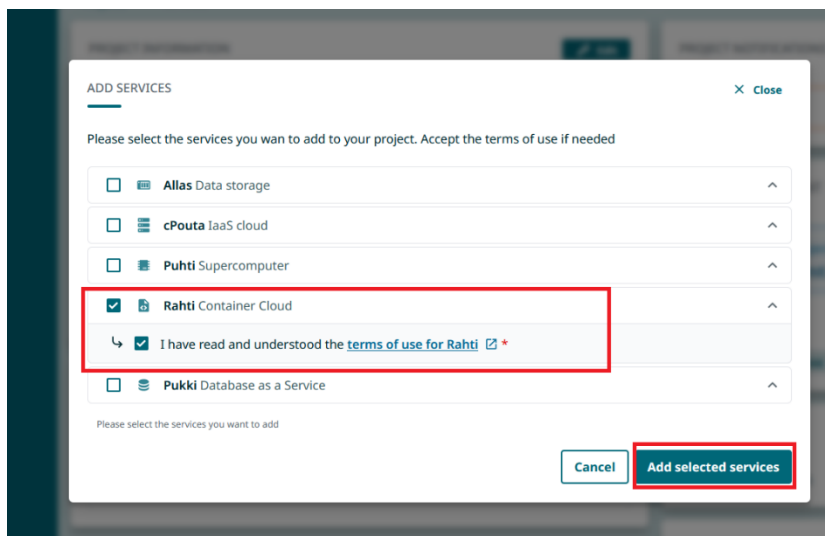 PROJECT INFORMATION
Edit
ADD SERVICES
Close
Please select the services you wan to add to your project. Accept the terms of use if needed
Allas Data storage
cPouta IaaS cloud
Puhti Supercomputer
Rahti Container Cloud
I have read and understood the terms of use for Rahti *
Pukki Database as a Service
Please select the services you want to add
Cancel
Add selected services